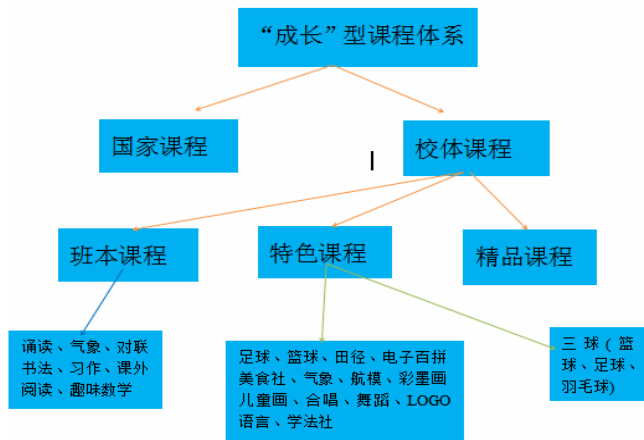 “成长”型课程体系
国家课程
校体课程
班本课程
特色课程
精品课程
诵读、气象、对联
书法、习作、课外
阅读、趣味数学
足球、篮球、田径、电子百拼
美食社、气象、航模、彩墨画
儿童画、合唱、舞蹈、LOGO
语言、学法社
三球(篮
球、足球、
羽毛球)